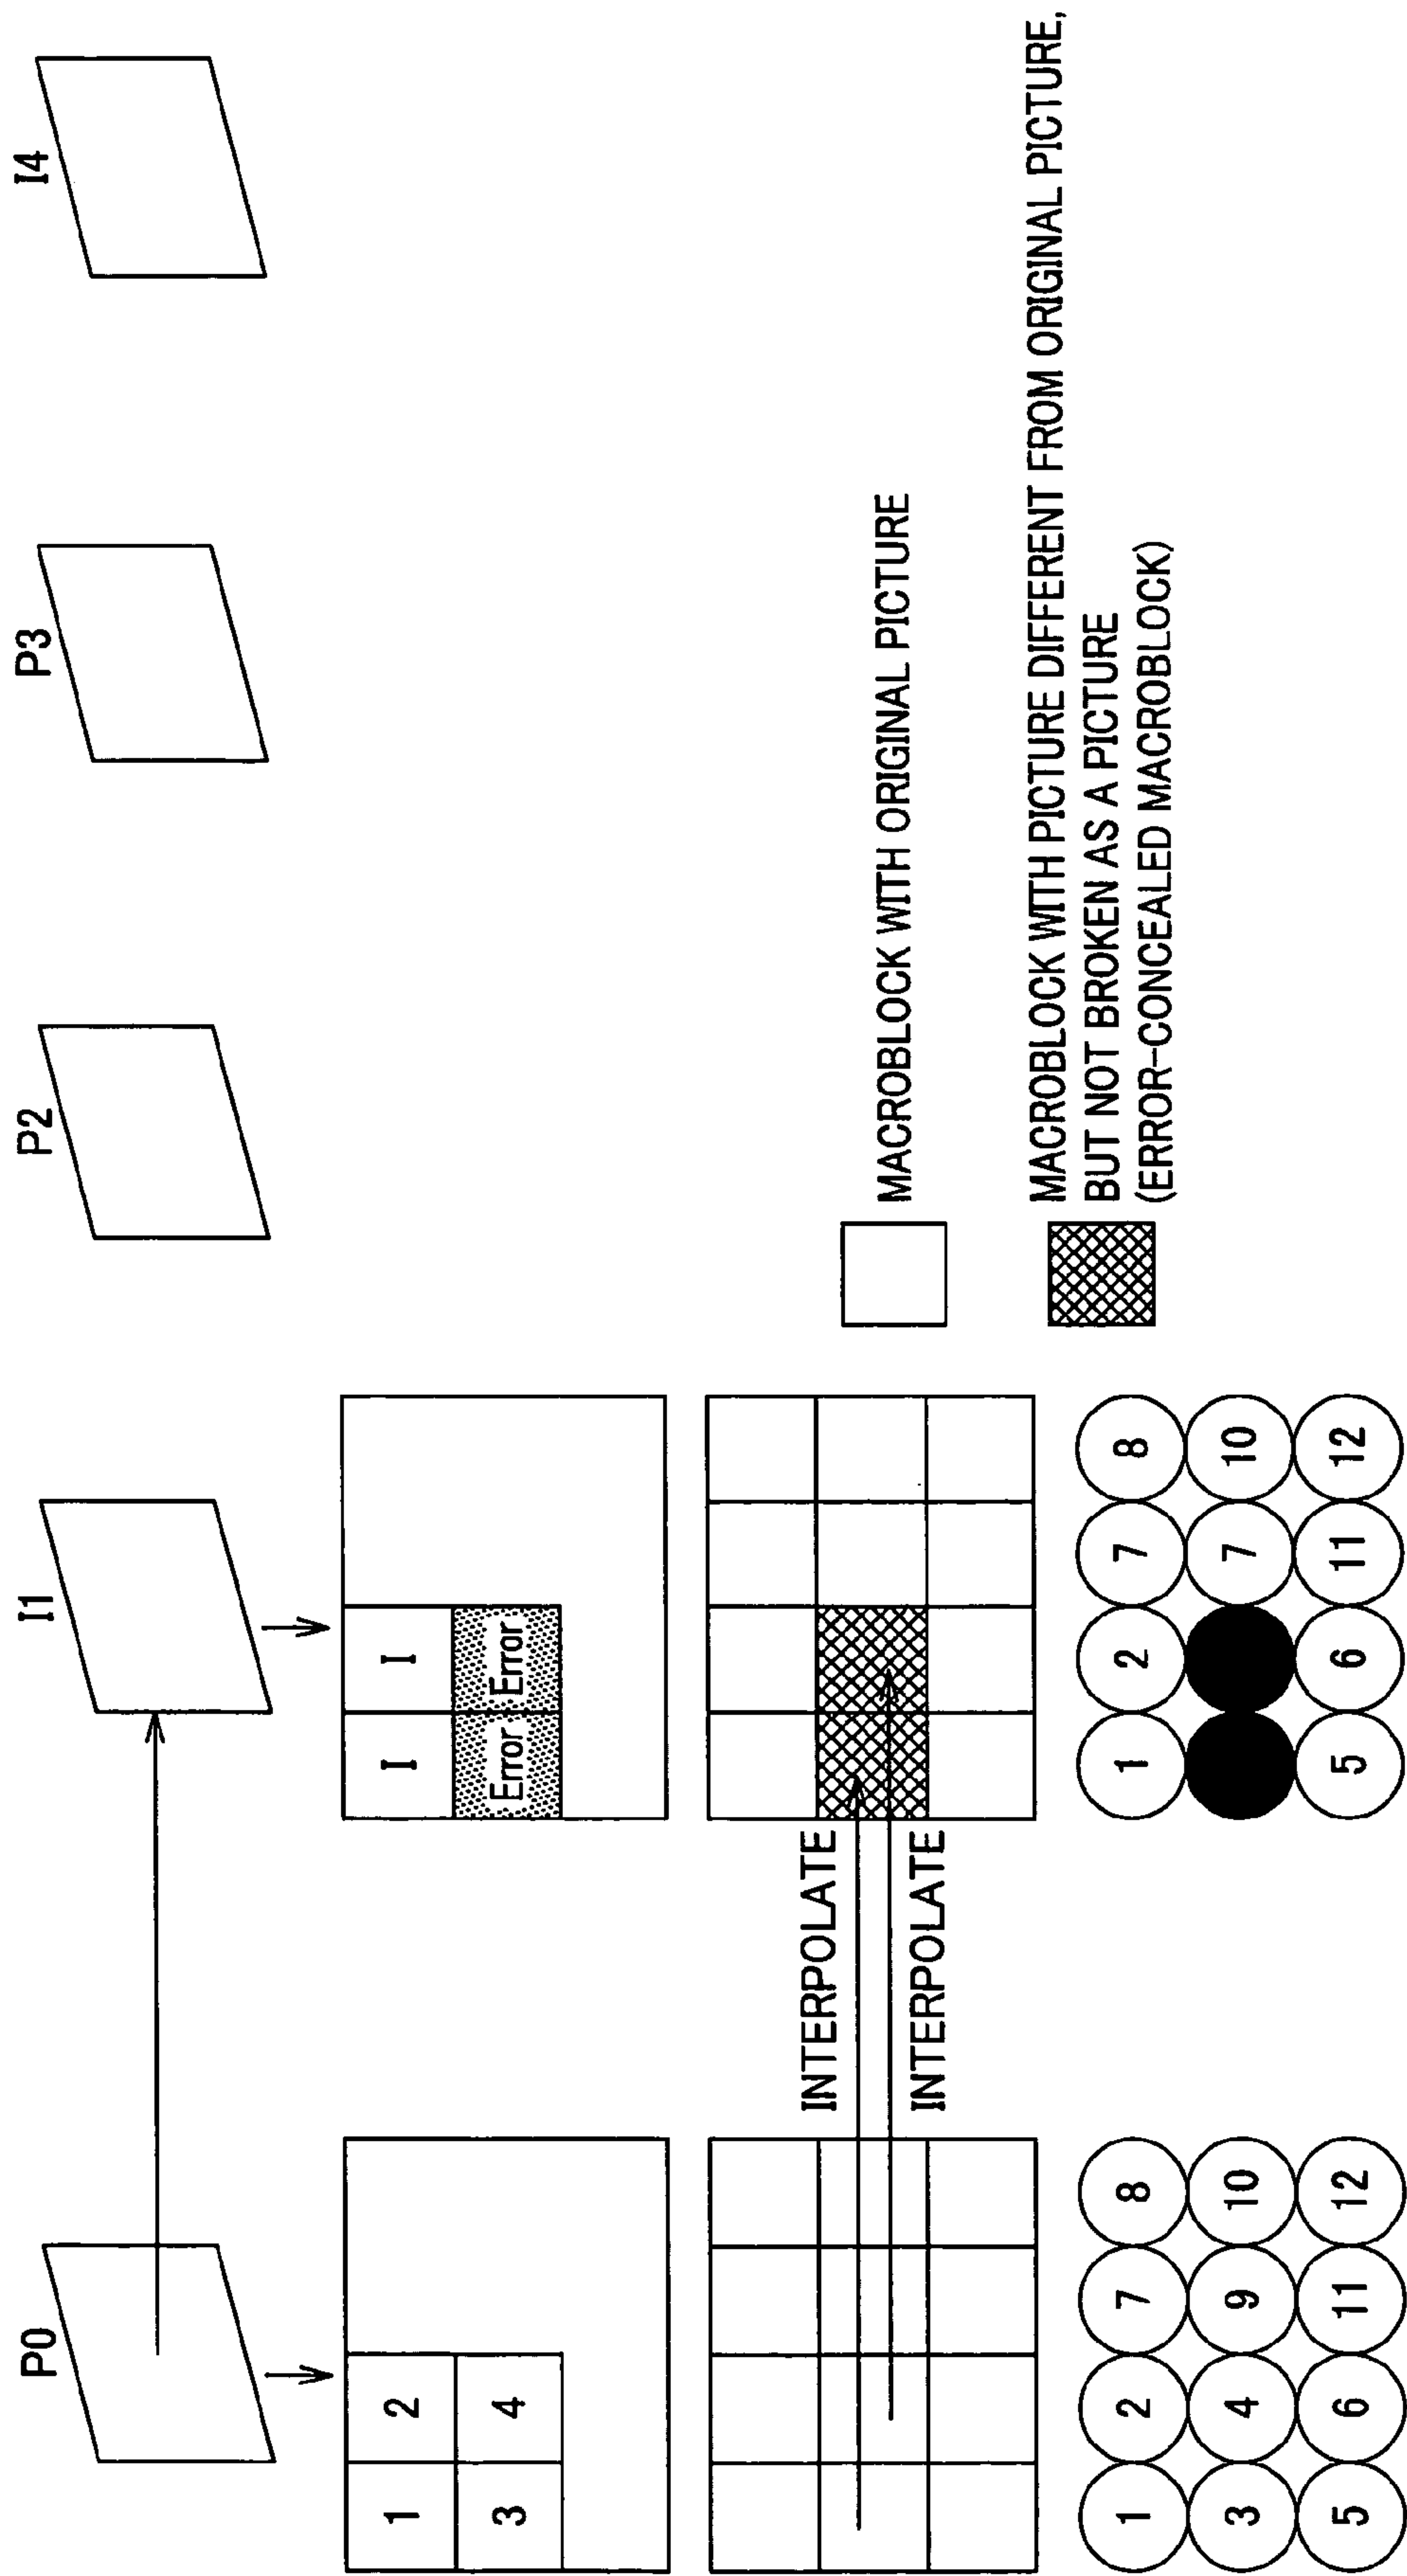 P0
I1
P2
P3
I4
1 2
3 4
I I
Error Error
INTERPOLATE
INTERPOLATE
MACROBLOCK WITH ORIGINAL PICTURE
MACROBLOCK WITH PICTURE DIFFERENT FROM ORIGINAL PICTURE,
BUT NOT BROKEN AS A PICTURE
(ERROR-CONCEALED MACROBLOCK)
1 2 7 8
3 4 9 10
5 6 11 12
1 2 7 8
7 10
5 6 11 12